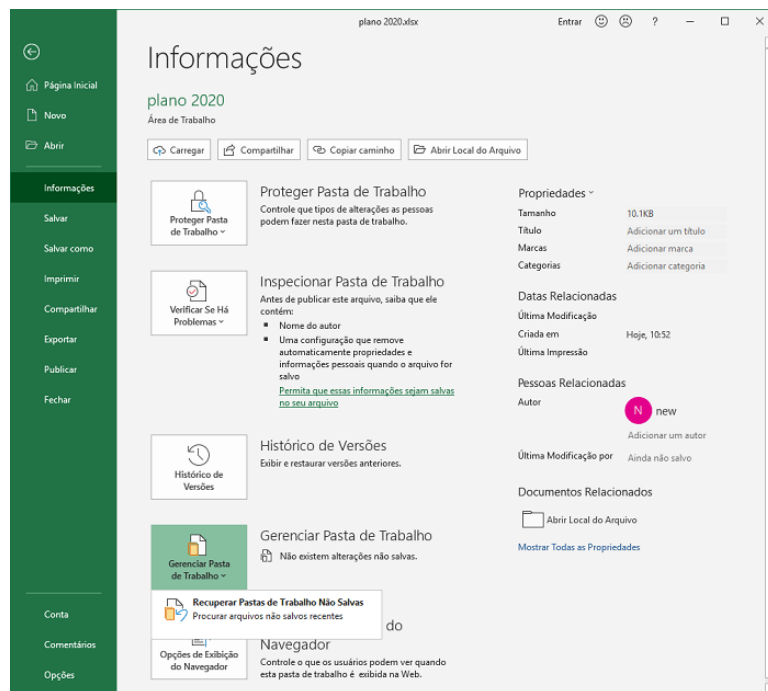 plano 2020.xlsx
Entrar
?
Página Inicial
Novo
Abrir
Informações
Salvar
Salvar como
Imprimir
Compartilhar
Exportar
Publicar
Fechar
Conta
Comentários
Opções
Informações
plano 2020
Área de Trabalho
Carregar
Compartilhar
Copiar caminho
Abrir Local do Arquivo
Proteger Pasta
de Trabalho
Proteger Pasta de Trabalho
Controle que tipos de alterações as pessoas
podem fazer nesta pasta de trabalho.
Verificar Se Há
Problemas
Inspecionar Pasta de Trabalho
Antes de publicar este arquivo, saiba que ele
contém:
Nome do autor
Uma configuração que remove
automaticamente propriedades e
informações pessoais quando o arquivo for
salvo
Permita que essas informações sejam salvas
no seu arquivo
Histórico de
Versões
Histórico de Versões
Exibir e restaurar versões anteriores.
Gerenciar Pasta
de Trabalho
Gerenciar Pasta de Trabalho
Não existem alterações não salvas.
Recuperar Pastas de Trabalho Não Salvas
Procurar arquivos não salvos recentes
Opções de Exibição
do Navegador
do
Navegador
Controle o que os usuários podem ver quando
esta pasta de trabalho é exibida na Web.
Propriedades
Tamanho 10.1KB
Título Adicionar um título
Marcas Adicionar marca
Categorias Adicionar categoria
Datas Relacionadas
Última Modificação
Criada em Hoje, 10:52
Última Impressão
Pessoas Relacionadas
Autor
N new
Adicionar um autor
Última Modificação por Ainda não salvo
Documentos Relacionados
Abrir Local do Arquivo
Mostrar Todas as Propriedades